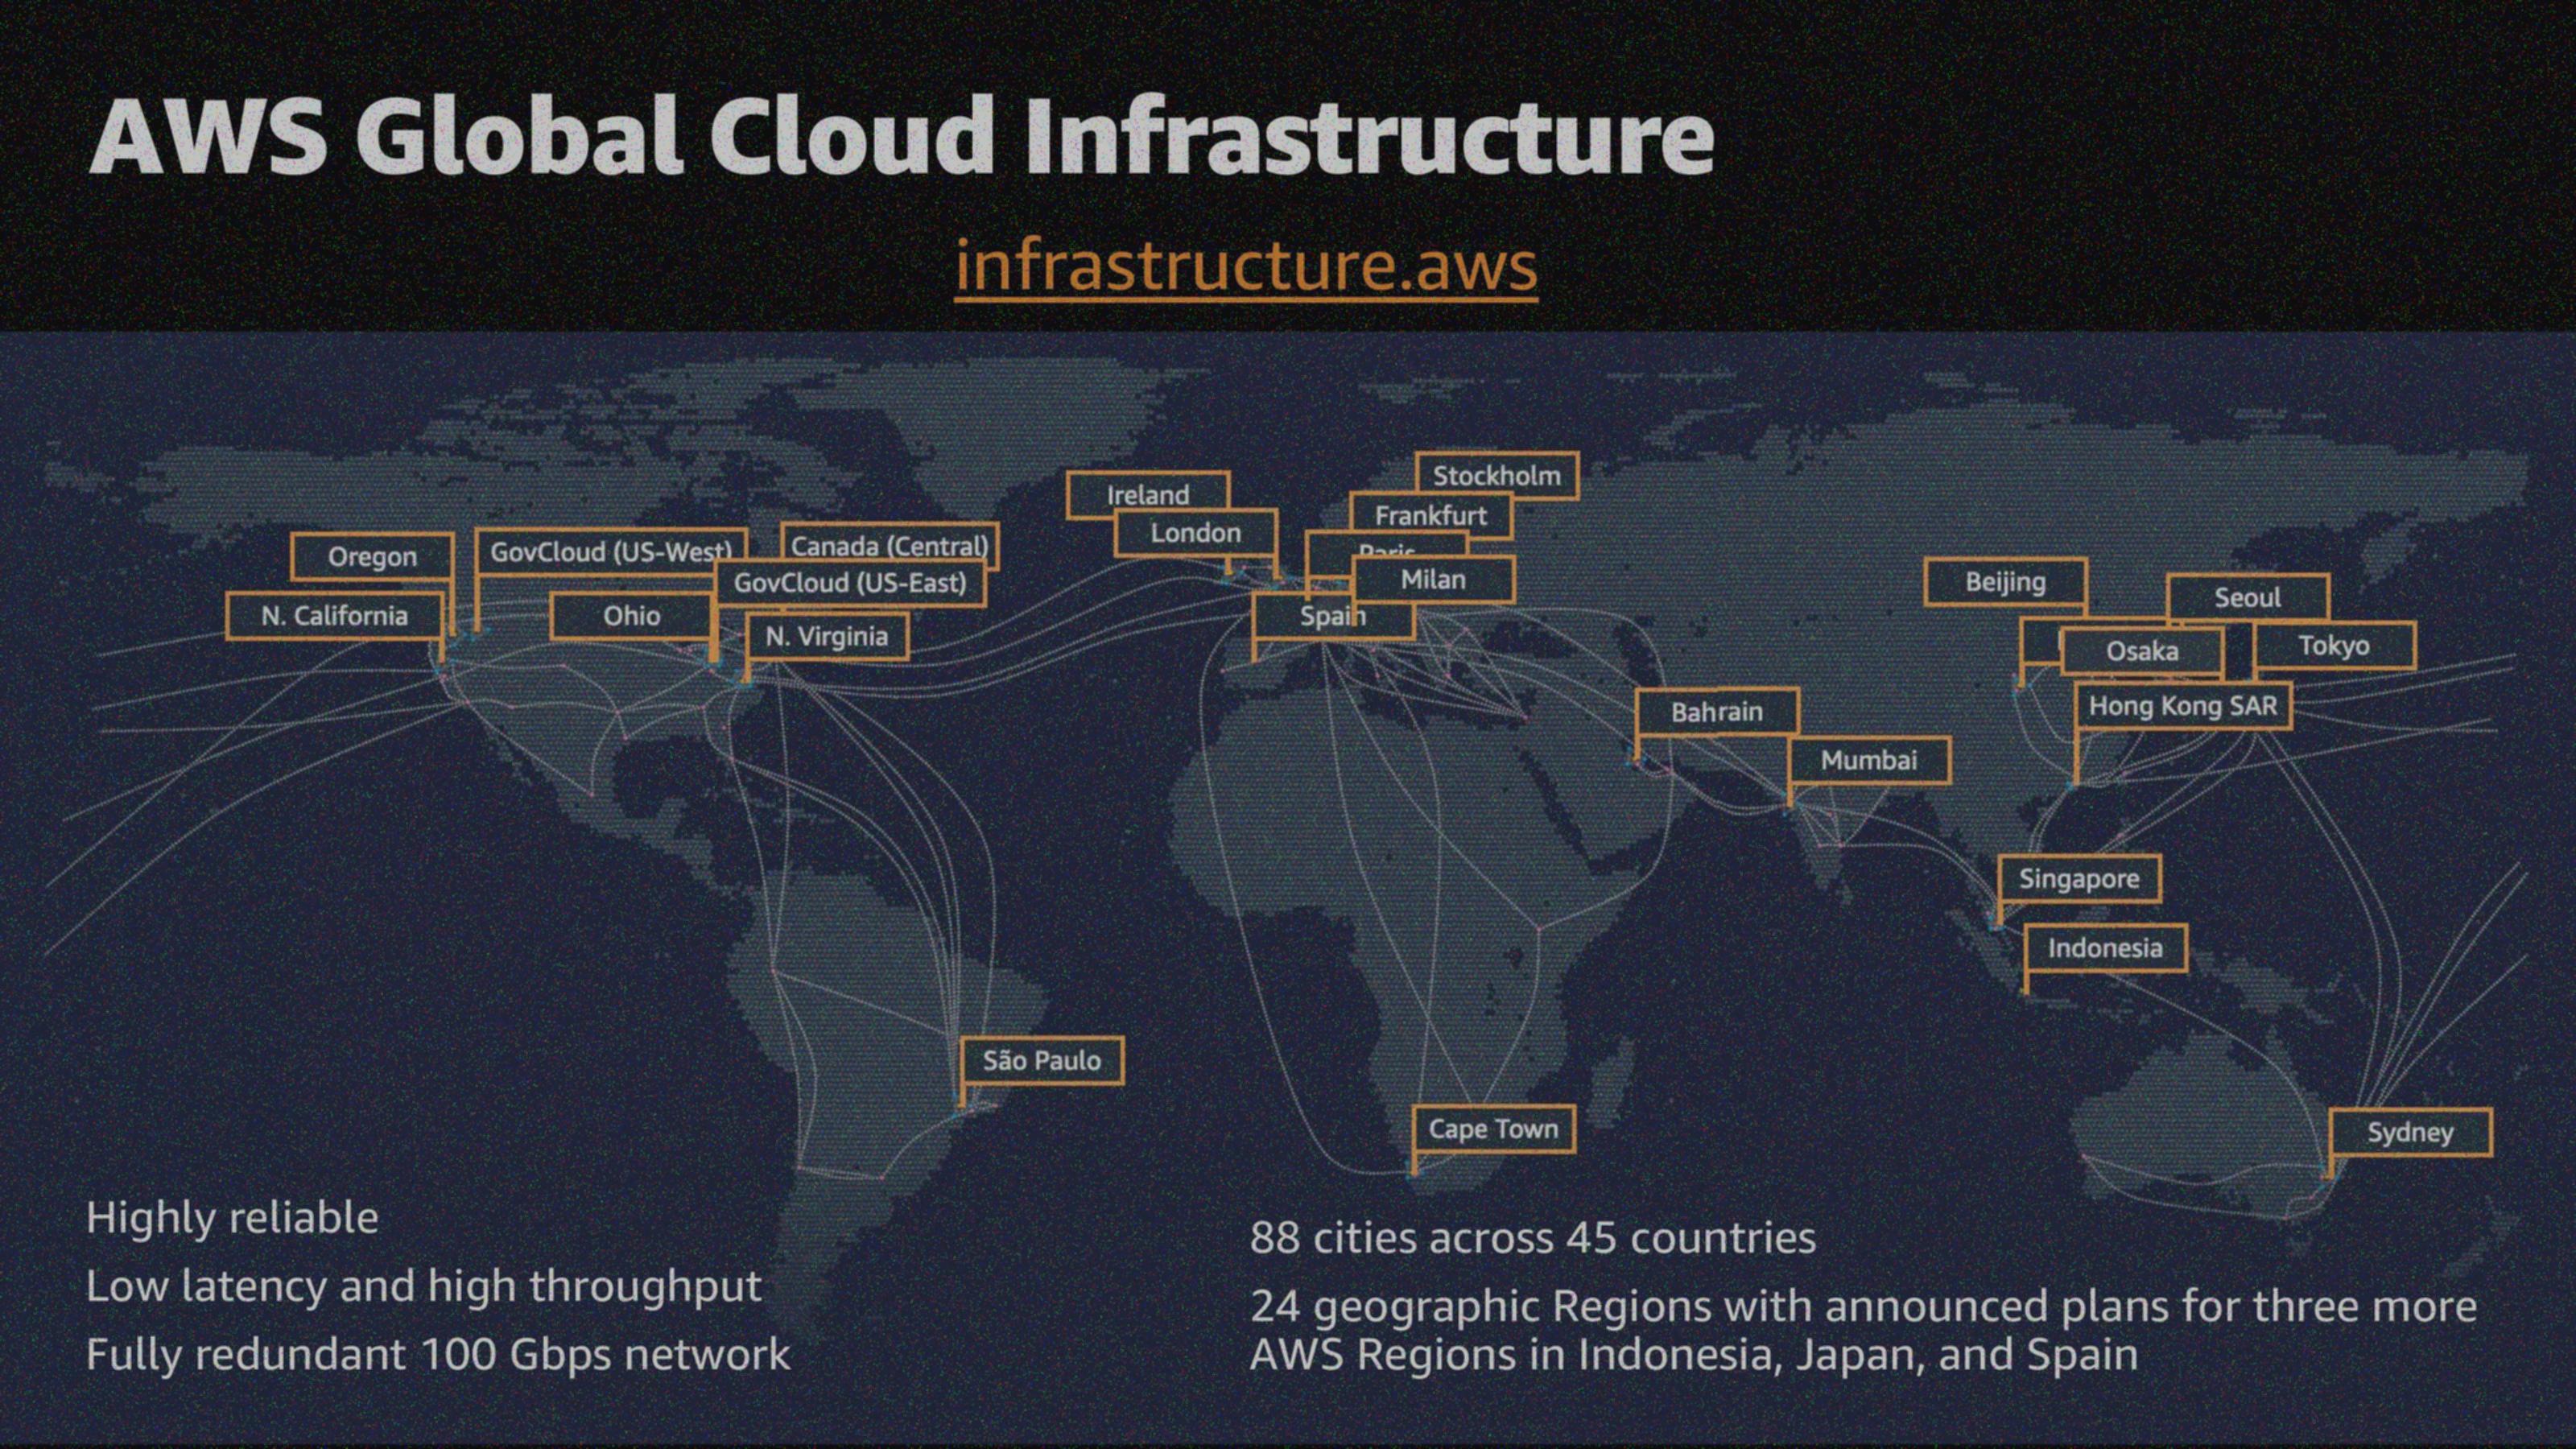 AWS Global Cloud Infrastructure
infrastructure.aws
Stockholm
Ireland
Frankfurt
London
Paris
Milan
Spain
Oregon
GovCloud (US-West)
Canada (Central)
GovCloud (US-East)
N. California
Ohio
N. Virginia
Beijing
Seoul
Osaka
Tokyo
Hong Kong SAR
Bahrain
Mumbai
Singapore
Indonesia
São Paulo
Cape Town
Sydney
Highly reliable
Low latency and high throughput
Fully redundant 100 Gbps network
88 cities across 45 countries
24 geographic Regions with announced plans for three more
AWS Regions in Indonesia, Japan, and Spain